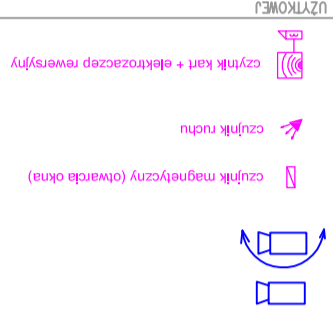 czujnik magnetyczny (otwarcia okna)
czujnik ruchu
czytnik kart + elektrozaczep rewersyjny
UŻYTKOWEJ